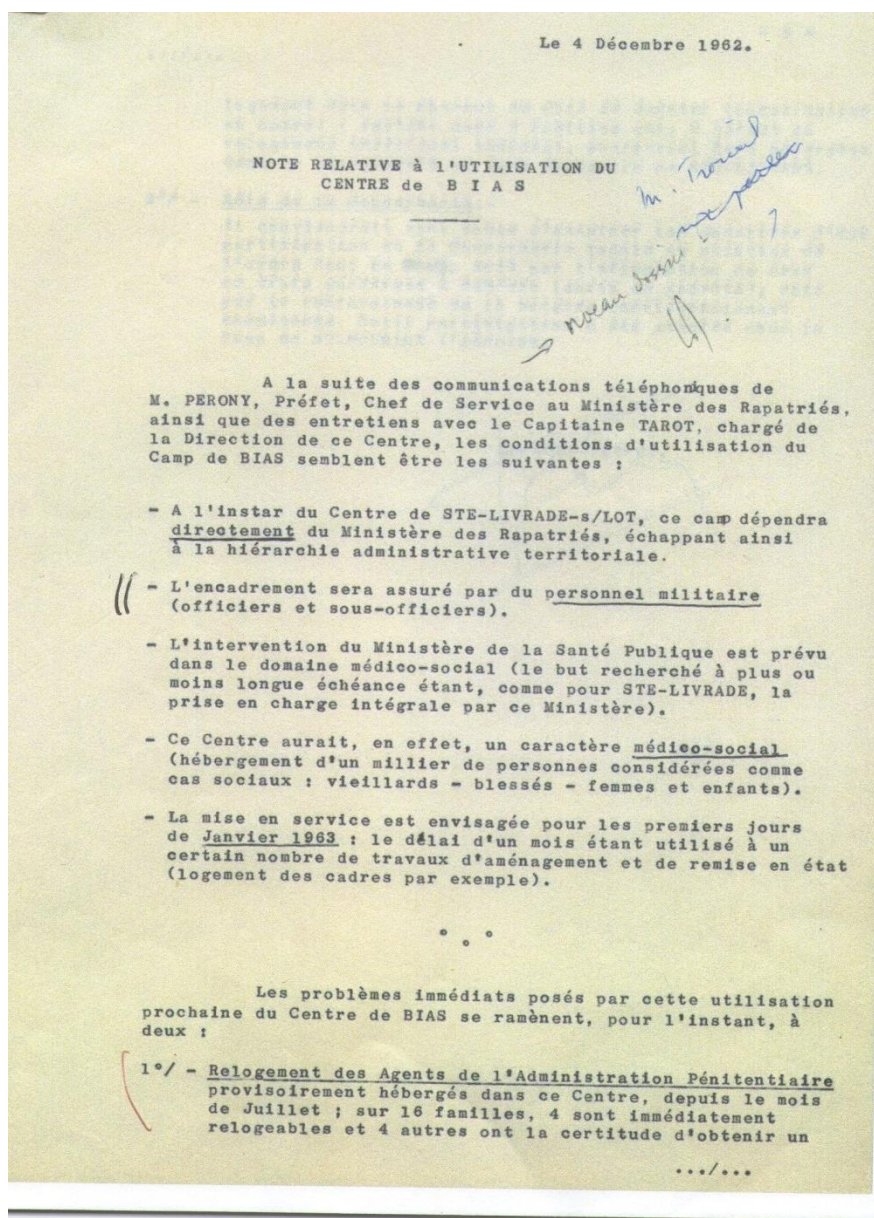 Le 4 Décembre 1962.
M. Trouvé
NOTE RELATIVE à l'UTILISATION DU
CENTRE de B I A S
dossier
A la suite des communications téléphoniques de
M. PERONY, Préfet, Chef de Service au Ministère des Rapatriés,
ainsi que des entretiens avec le Capitaine TAROT, chargé de
la Direction de ce Centre, les conditions d'utilisation du
Camp de BIAS semblent être les suivantes :
- A l'instar du Centre de STE-LIVRADE-s/LOT, ce camp dépendra
directement du Ministère des Rapatriés, échappant ainsi
à la hiérarchie administrative territoriale.
- L'encadrement sera assuré par du personnel militaire
(officiers et sous-officiers).
- L'intervention du Ministère de la Santé Publique est prévu
dans le domaine médico-social (le but recherché à plus ou
moins longue échéance étant, comme pour STE-LIVRADE, la
prise en charge intégrale par ce Ministère).
- Ce Centre aurait, en effet, un caractère médico-social
(hébergement d'un millier de personnes considérées comme
cas sociaux : vieillards - blessés - femmes et enfants).
- La mise en service est envisagée pour les premiers jours
de Janvier 1963 : le délai d'un mois étant utilisé à un
certain nombre de travaux d'aménagement et de remise en état
(logement des cadres par exemple).
Les problèmes immédiats posés par cette utilisation
prochaine du Centre de BIAS se ramènent, pour l'instant, à
deux :
1°/ - Relogement des Agents de l'Administration Pénitentiaire
provisoirement hébergés dans ce Centre, depuis le mois
de Juillet ; sur 16 familles, 4 sont immédiatement
relogeables et 4 autres ont la certitude d'obtenir un
.../...